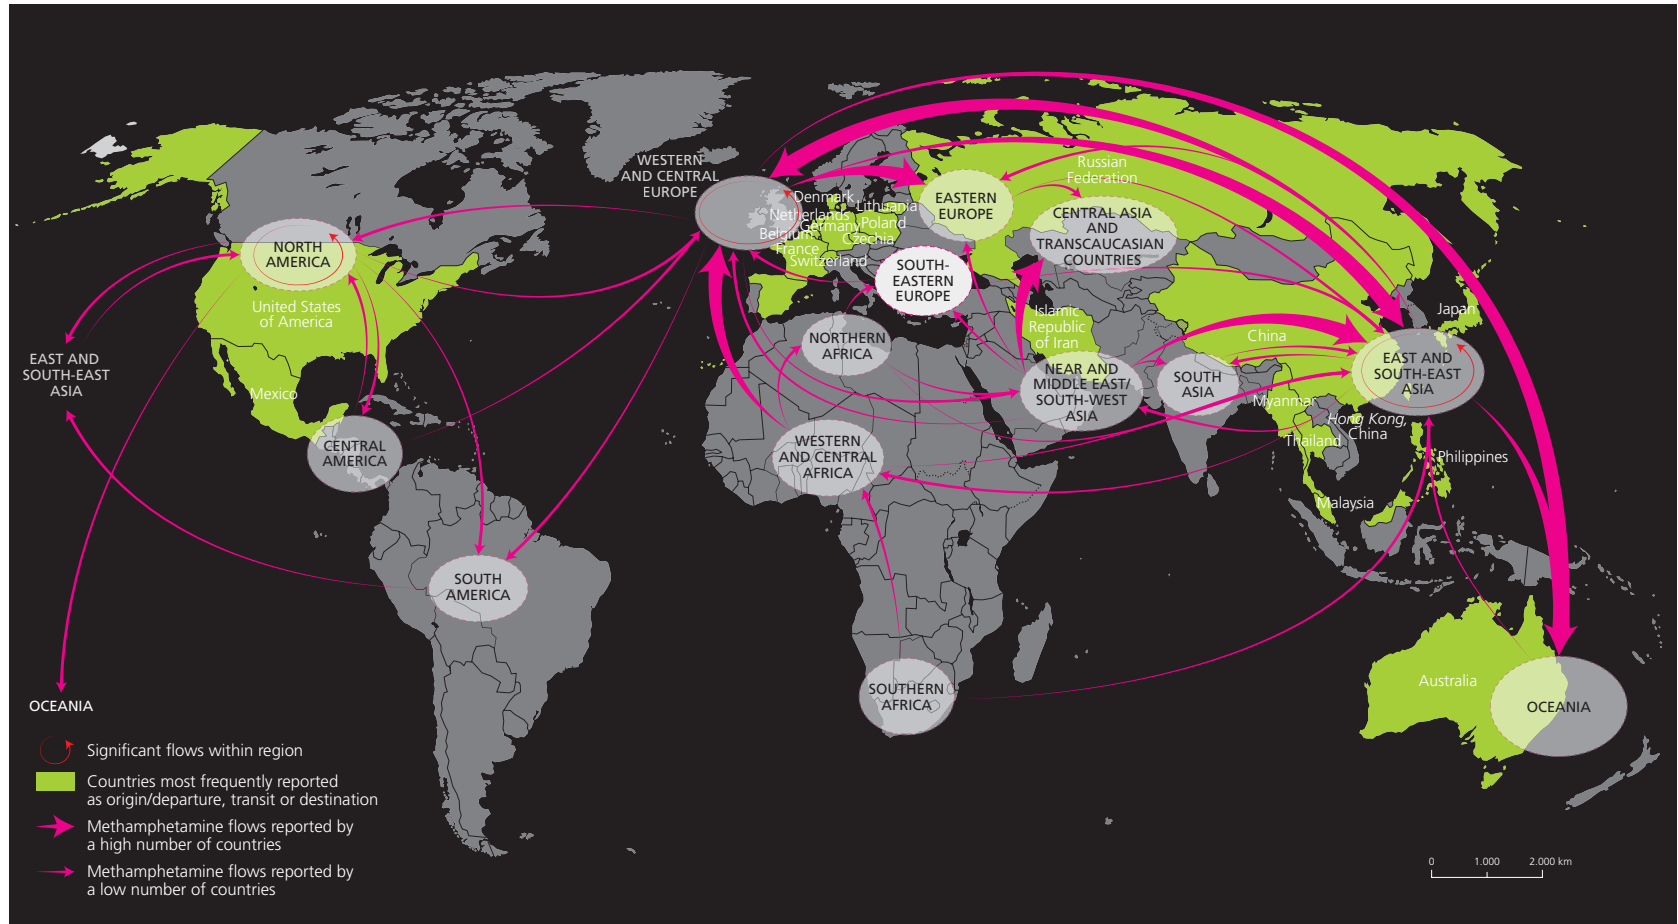 WESTERN
AND CENTRAL
EUROPE
Russian
Federation
Denmark
Lithuania
Netherlands
Germany
Poland
Belgium
Czechia
France
Switzerland
EASTERN
EUROPE
CENTRAL ASIA
AND
TRANSCAUCASIAN
COUNTRIES
NORTH
AMERICA
SOUTH-
EASTERN
EUROPE
United States
of America
Islamic
Republic
of Iran
Japan
China
NORTHERN
AFRICA
EAST AND
SOUTH-EAST
ASIA
NEAR AND
MIDDLE EAST/
SOUTH-WEST
ASIA
SOUTH
ASIA
EAST AND
SOUTH-EAST
ASIA
Mexico
Myanmar
Hong Kong,
China
Thailand
CENTRAL
AMERICA
WESTERN
AND CENTRAL
AFRICA
Philippines
Malaysia
SOUTH
AMERICA
SOUTHERN
AFRICA
Australia
OCEANIA
OCEANIA
Significant flows within region
Countries most frequently reported
as origin/departure, transit or destination
Methamphetamine flows reported by
a high number of countries
Methamphetamine flows reported by
a low number of countries
0 1.000 2.000 km